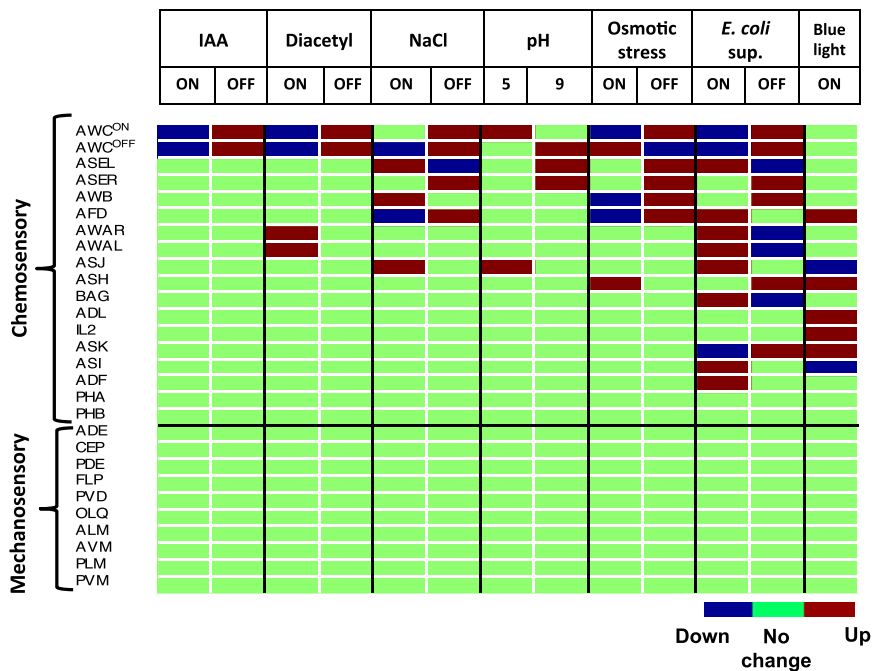 IAA Diacetyl NaCl pH Osmotic stress E. coli sup. Blue light
ON OFF ON OFF ON OFF 5 9 ON OFF ON OFF ON
Chemosensory
AWC^ON
AWC^OFF
ASEL
ASER
AWB
AFD
AWAR
AWAL
ASJ
ASH
BAG
ADL
IL2
ASK
ASI
ADF
PHA
PHB
Mechanosensory
ADE
CEP
PDE
FLP
PVD
OLQ
ALM
AVM
PLM
PVM
Down No change Up